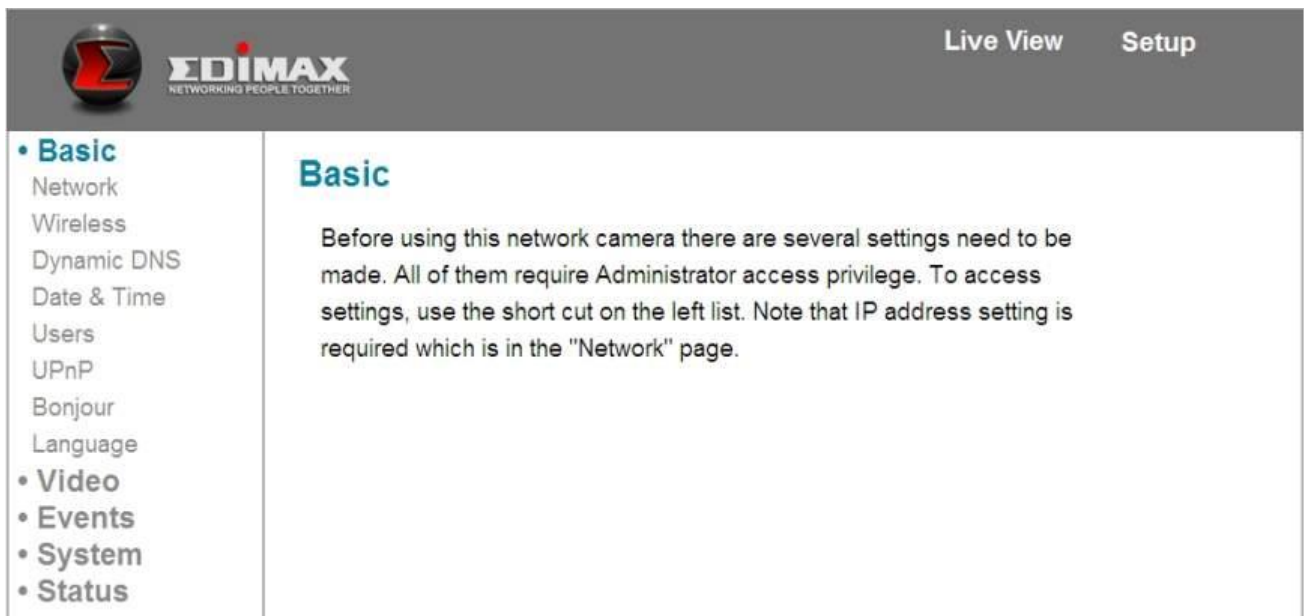 ΣDIMAX
NETWORKING PEOPLE TOGETHER
Live View Setup
• Basic
Network
Wireless
Dynamic DNS
Date & Time
Users
UPnP
Bonjour
Language
• Video
• Events
• System
• Status
Basic
Before using this network camera there are several settings need to be
made. All of them require Administrator access privilege. To access
settings, use the short cut on the left list. Note that IP address setting is
required which is in the "Network" page.